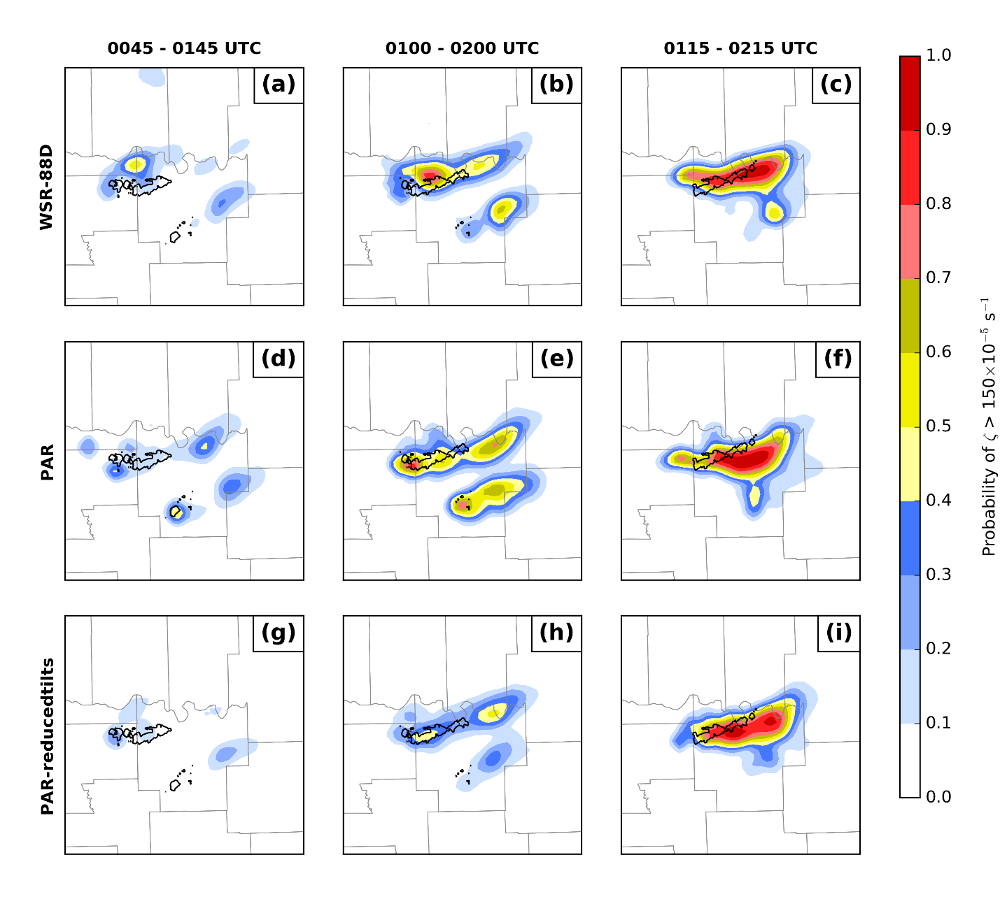 0045 - 0145 UTC
0100 - 0200 UTC
0115 - 0215 UTC
WSR-88D
(a)
(b)
(c)
PAR
(d)
(e)
(f)
PAR-reducedtilts
(g)
(h)
(i)
1.0
0.9
0.8
0.7
0.6
0.5
0.4
0.3
0.2
0.1
0.0
Probability of ζ > 150×10⁻⁵ s⁻¹